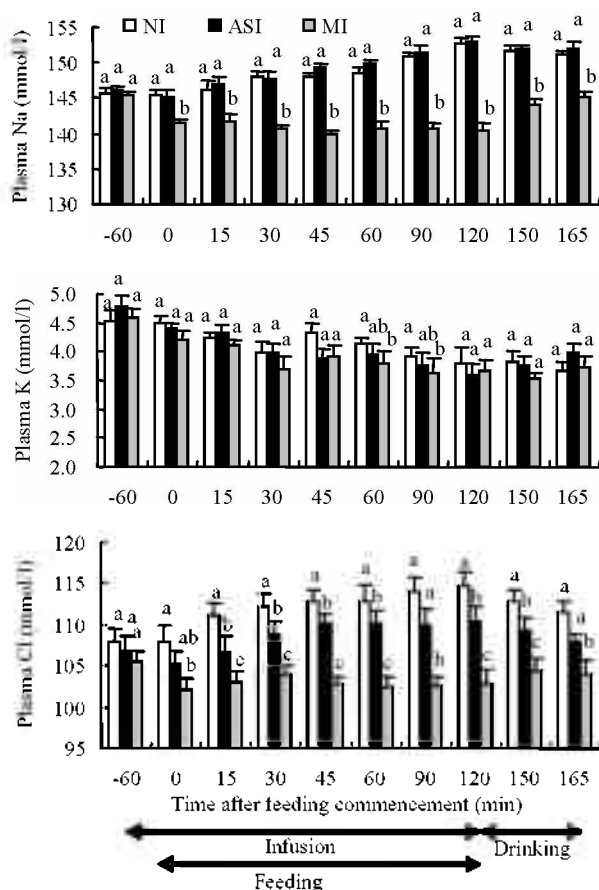 NI ASI MI
Plasma Na (mmol/l)
155
150
145
140
135
130
a a a a a b a a b a a b a a b a a b a a b a a b a a b a a b
-60 0 15 30 45 60 90 120 150 165
Plasma K (mmol/l)
5.0
4.5
4.0
3.5
3.0
2.5
2.0
a a a a a a a a a a a a a a a a ab b a ab b a a a a a a a a a
-60 0 15 30 45 60 90 120 150 165
Plasma Cl (mmol/l)
120
115
110
105
100
95
a a a a ab b a b c a b c a b c a b c a b c a b c a b c a
-60 0 15 30 45 60 90 120 150 165
Time after feeding commencement (min)
Infusion
Drinking
Feeding